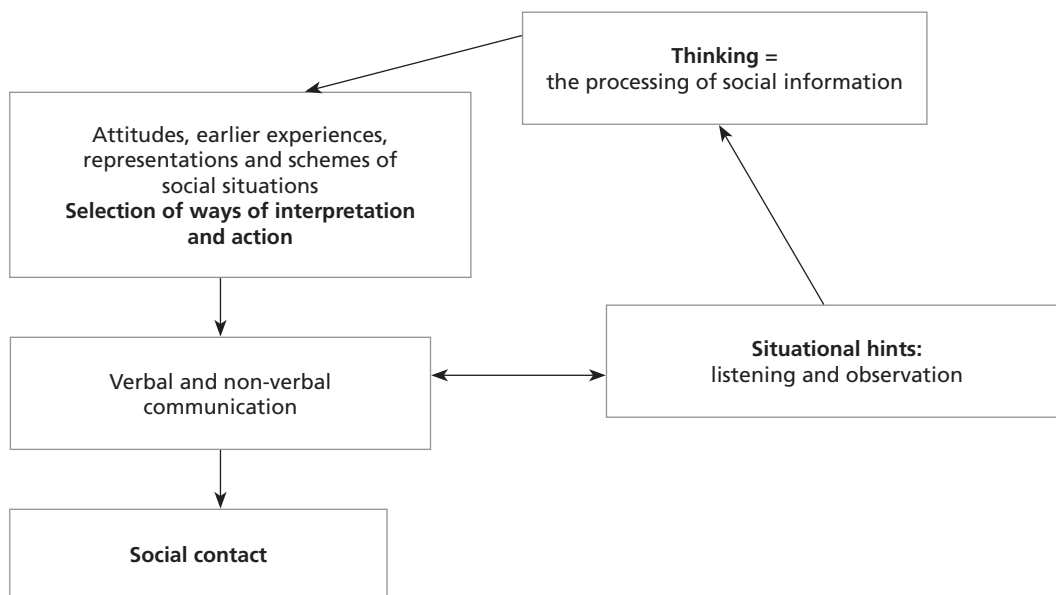 Thinking =
the processing of social information
Attitudes, earlier experiences,
representations and schemes of
social situations
Selection of ways of interpretation
and action
Situational hints:
listening and observation
Verbal and non-verbal
communication
Social contact